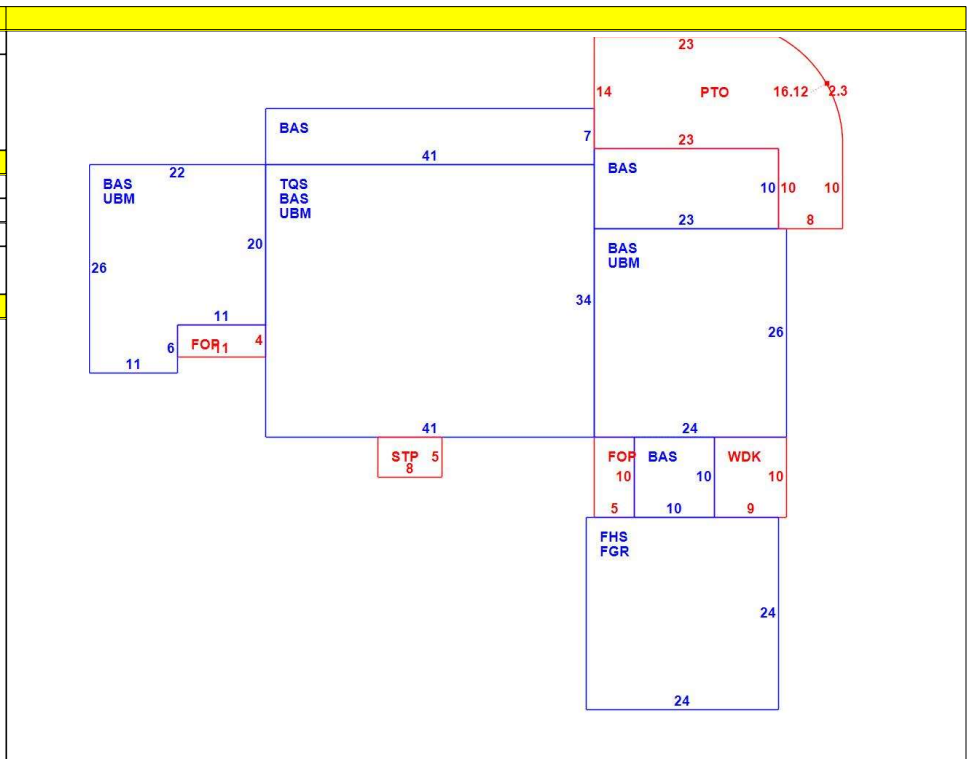 23
14 PTO 16.12 2.3
BAS 7
41 23
22 BAS
BAS TQS
UBM BAS 10 10 10
UBM
23 8
20 BAS
UBM
26
34
11 26
6 FOP 11 4
11
41 24
STP 5 FOP BAS WDK
8 10 10 10
5 10 9
FHS
FGR
24
24